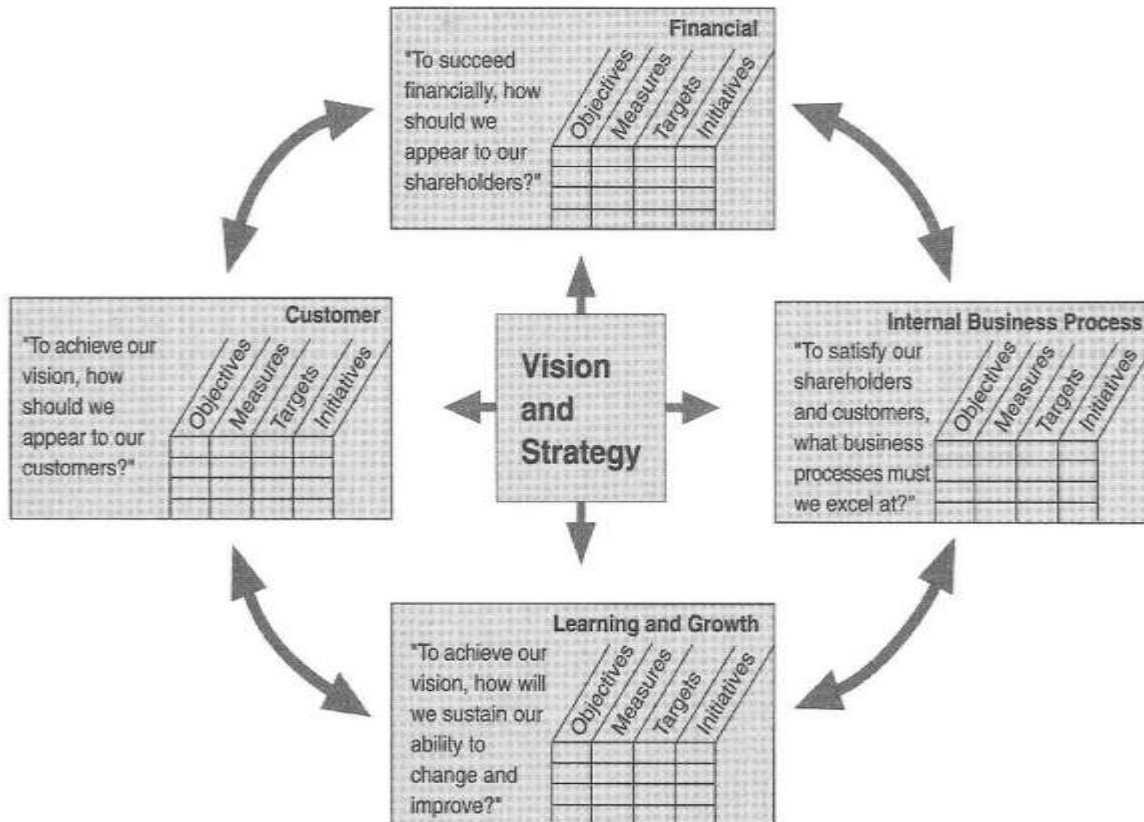 Financial
"To succeed
financially, how
should we
appear to our
shareholders?"
Objectives
Measures
Targets
Initiatives
Customer
"To achieve our
vision, how
should we
appear to our
customers?"
Objectives
Measures
Targets
Initiatives
Vision
and
Strategy
Internal Business Process
"To satisfy our
shareholders
and customers,
what business
processes must
we excel at?"
Objectives
Measures
Targets
Initiatives
Learning and Growth
"To achieve our
vision, how will
we sustain our
ability to
change and
improve?"
Objectives
Measures
Targets
Initiatives